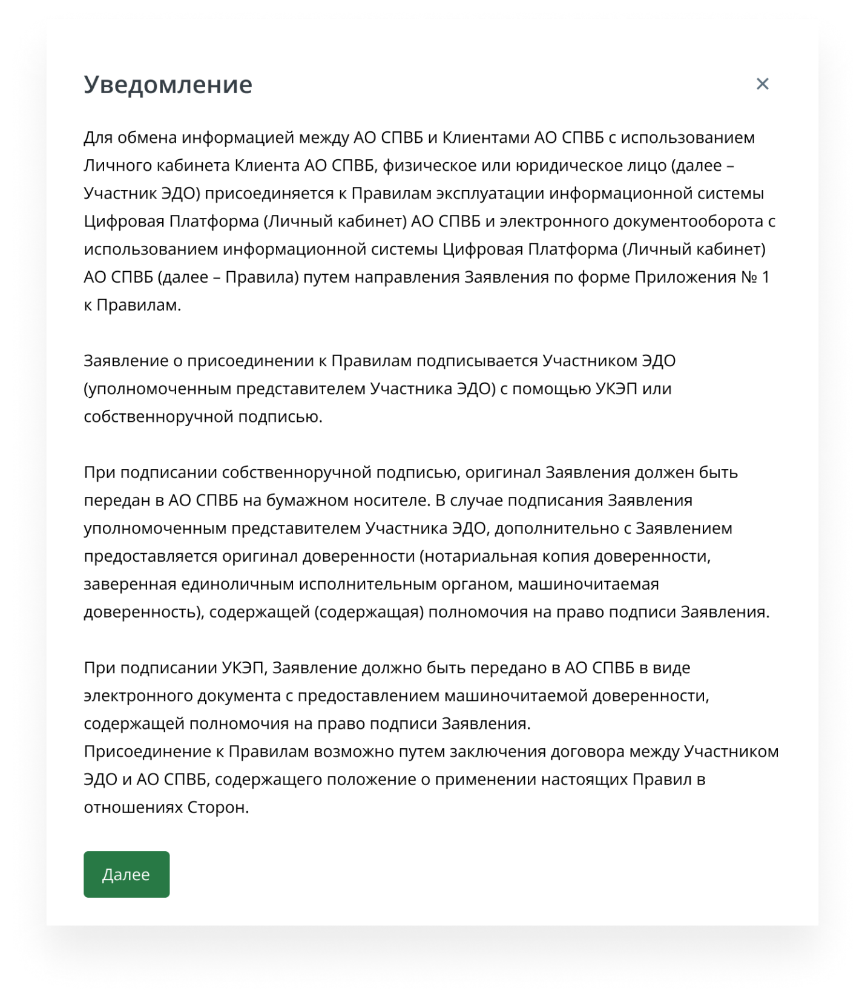 Уведомление
Для обмена информацией между АО СПВБ и Клиентами АО СПВБ с использованием
Личного кабинета Клиента АО СПВБ, физическое или юридическое лицо (далее –
Участник ЭДО) присоединяется к Правилам эксплуатации информационной системы
Цифровая Платформа (Личный кабинет) АО СПВБ и электронного документооборота с
использованием информационной системы Цифровая Платформа (Личный кабинет)
АО СПВБ (далее – Правила) путем направления Заявления по форме Приложения № 1
к Правилам.
Заявление о присоединении к Правилам подписывается Участником ЭДО
(уполномоченным представителем Участника ЭДО) с помощью УКЭП или
собственноручной подписью.
При подписании собственноручной подписью, оригинал Заявления должен быть
передан в АО СПВБ на бумажном носителе. В случае подписания Заявления
уполномоченным представителем Участника ЭДО, дополнительно с Заявлением
предоставляется оригинал доверенности (нотариальная копия доверенности,
заверенная единоличным исполнительным органом, машиночитаемая
доверенность), содержащей (содержащая) полномочия на право подписи Заявления.
При подписании УКЭП, Заявление должно быть передано в АО СПВБ в виде
электронного документа с предоставлением машиночитаемой доверенности,
содержащей полномочия на право подписи Заявления.
Присоединение к Правилам возможно путем заключения договора между Участником
ЭДО и АО СПВБ, содержащего положение о применении настоящих Правил в
отношениях Сторон.
Далее